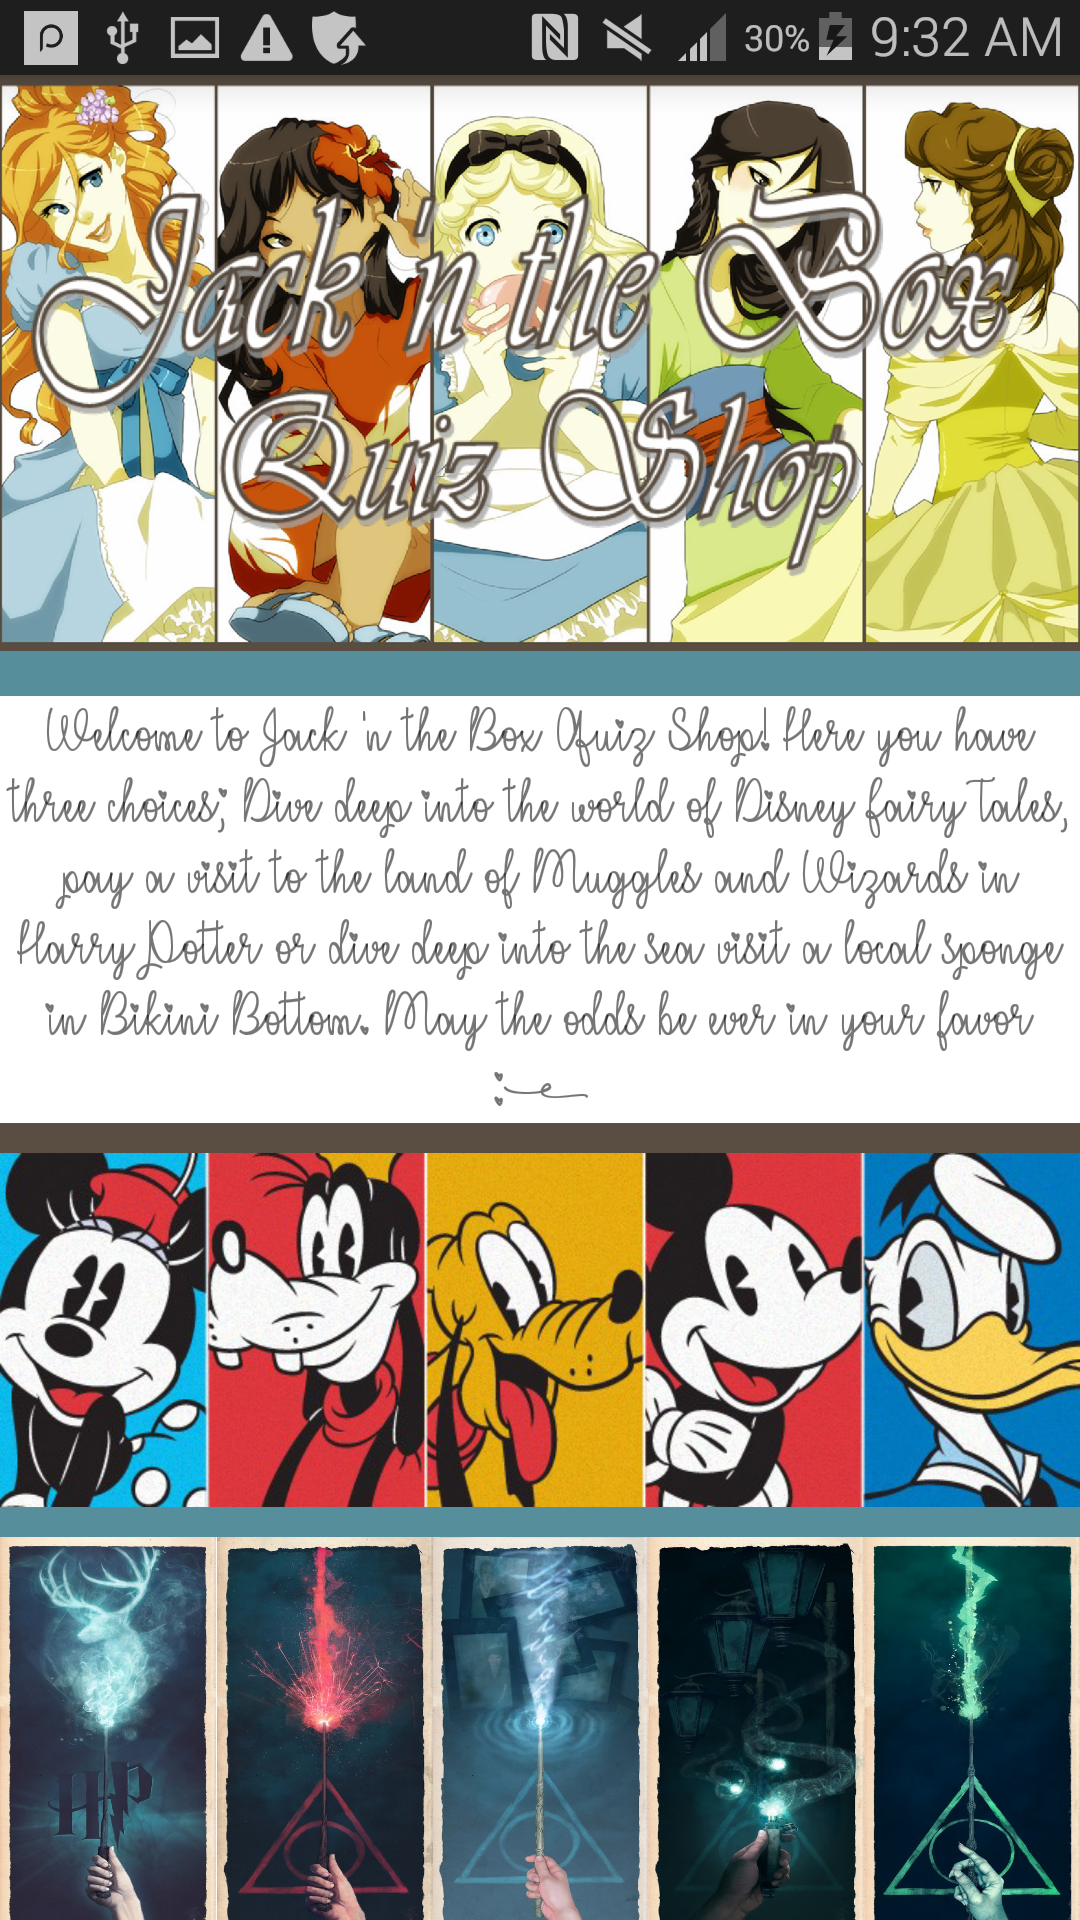 30% 9:32 AM
Jack 'n the Box
Quiz Shop
Welcome to Jack 'n the Box Quiz Shop! Here you have
three choices; Dive deep into the world of Disney fairy Tales,
pay a visit to the land of Muggles and Wizards in
Harry Potter or dive deep into the sea visit a local sponge
in Bikini Bottom. May the odds be ever in your favor
HP